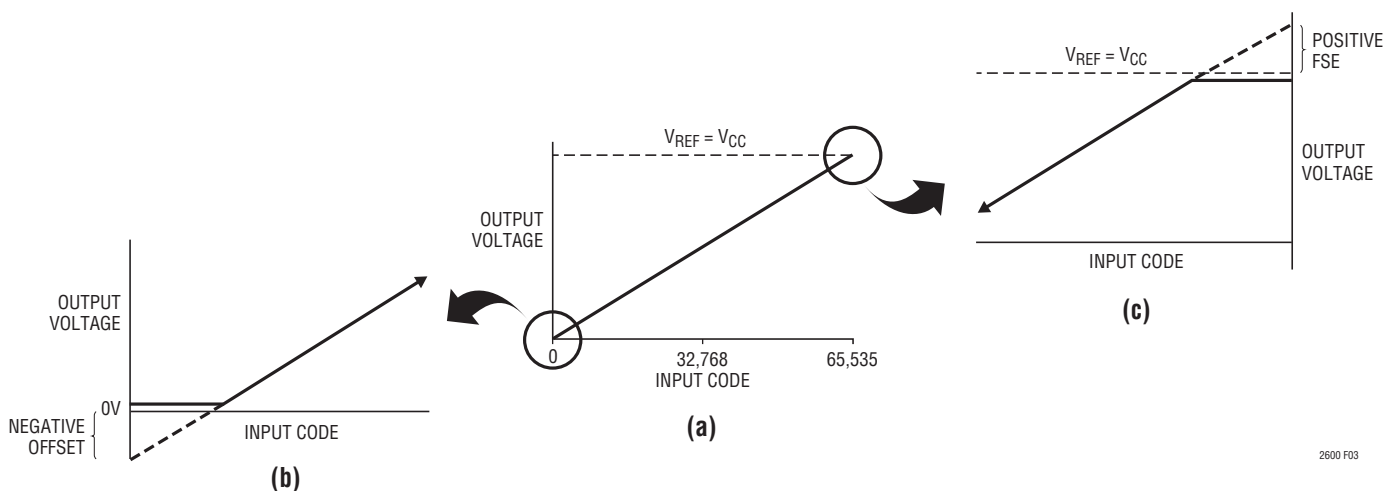 V_REF = V_CC
POSITIVE
FSE
OUTPUT
VOLTAGE
INPUT CODE
(c)
V_REF = V_CC
OUTPUT
VOLTAGE
0
32,768
65,535
INPUT CODE
(a)
OUTPUT
VOLTAGE
0V
NEGATIVE
OFFSET
INPUT CODE
(b)
2600 F03